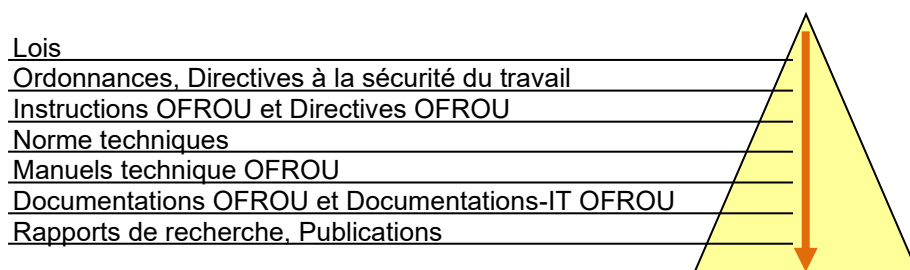 Lois
Ordonnances, Directives à la sécurité du travail
Instructions OFROU et Directives OFROU
Norme techniques
Manuels technique OFROU
Documentations OFROU et Documentations-IT OFROU
Rapports de recherche, Publications